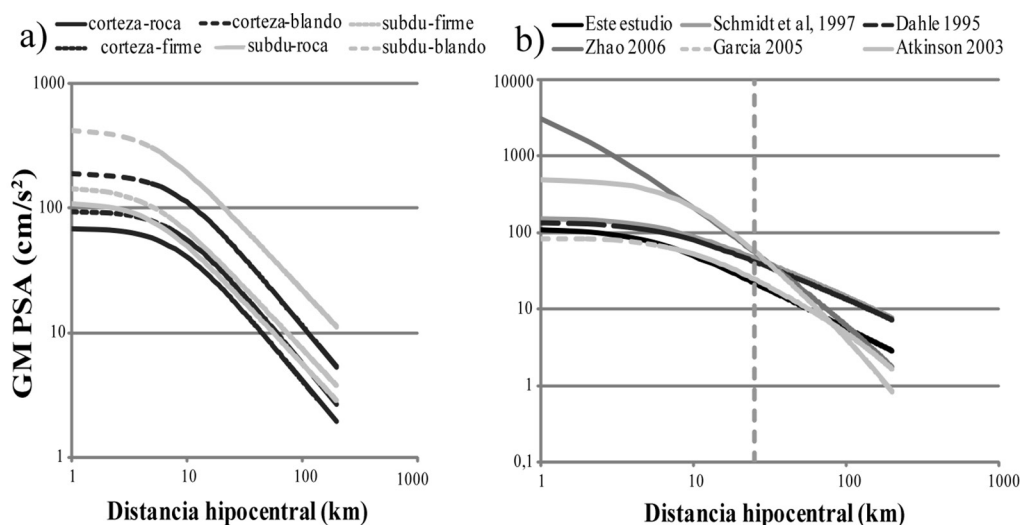 a)
corteza-roca corteza-blando subdu-firme
corteza-firme subdu-roca subdu-blando
GM PSA (cm/s²)
1000
100
10
1
1 10 100 1000
Distancia hipocentral (km)
b)
Este estudio Schmidt et al, 1997 Dahle 1995
Zhao 2006 Garcia 2005 Atkinson 2003
10000
1000
100
10
1
0,1
1 10 100 1000
Distancia hipocentral (km)